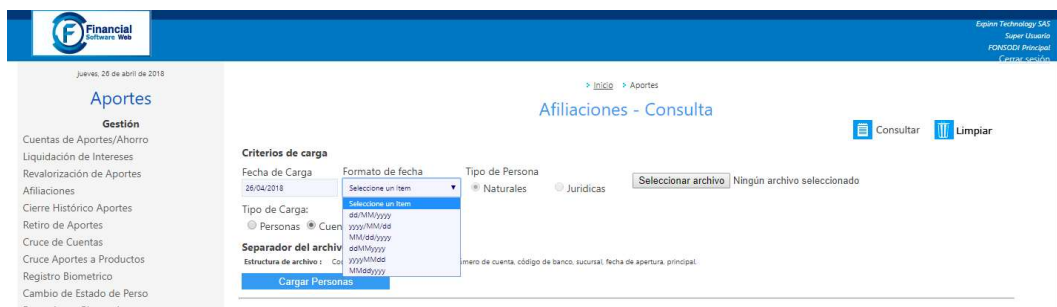 Financial
Software Web
Expinn Technology SAS
Super Usuario
FONSODI Principal
Cerrar sesión
jueves, 26 de abril de 2018
> Inicio > Aportes
Aportes
Afiliaciones - Consulta
Gestión
Consultar Limpiar
Cuentas de Aportes/Ahorro
Liquidación de Intereses
Revalorización de Aportes
Afiliaciones
Cierre Histórico Aportes
Retiro de Aportes
Cruce de Cuentas
Cruce Aportes a Productos
Registro Biometrico
Cambio de Estado de Perso
Criterios de carga
Fecha de Carga Formato de fecha Tipo de Persona
26/04/2018 Seleccione un Item Naturales Juridicas Seleccionar archivo Ningún archivo seleccionado
Seleccione un Item
dd/MM/yyyy
yyyy/MM/dd
MM/dd/yyyy
ddMMyyyy
yyyyMMdd
MMddyyyy
Tipo de Carga:
Personas Cuen
Separador del archiv
Estructura de archivo : Co mero de cuenta, código de banco, sucursal, fecha de apertura, principal.
Cargar Personas